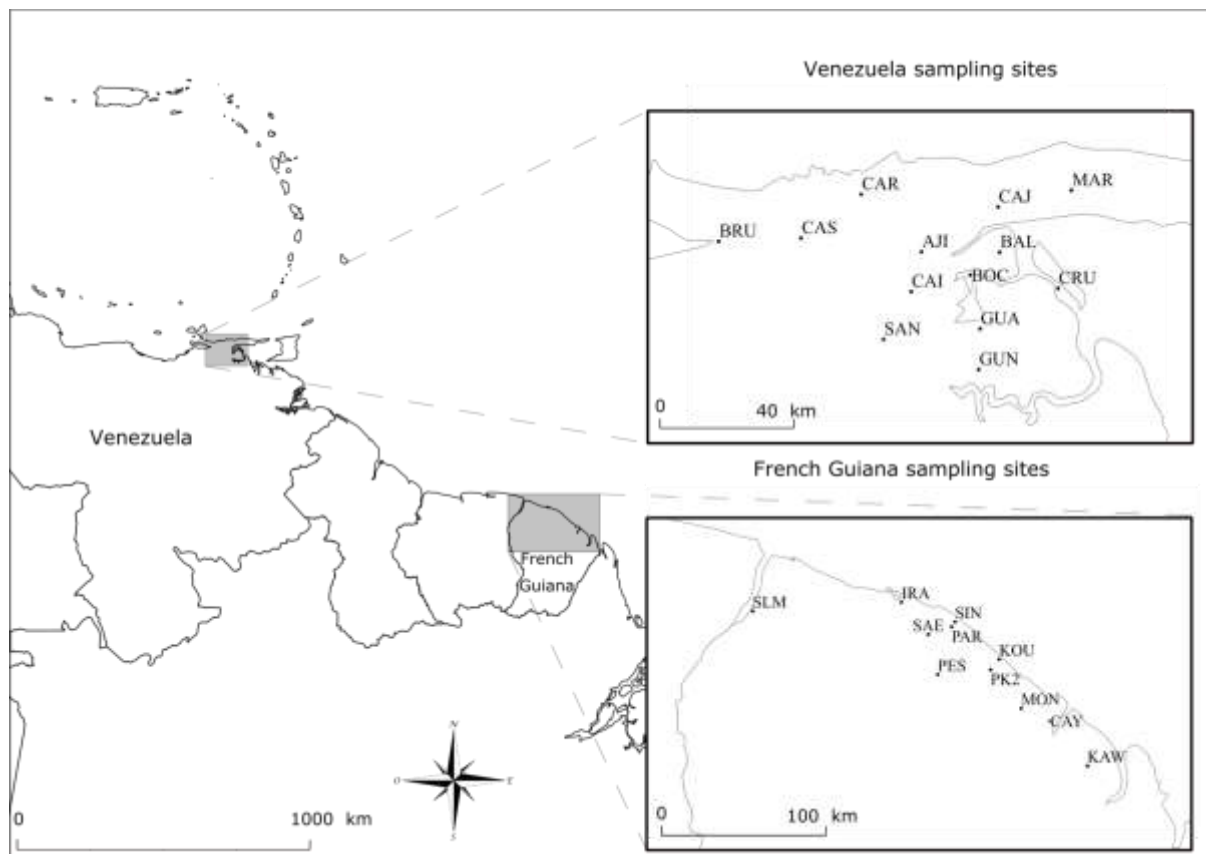 Venezuela sampling sites
CAR
MAR
CAJ
BRU
CAS
AJI
BAL
CAI
BOC
CRU
SAN
GUA
GUN
0 40 km
Venezuela
French Guiana sampling sites
French
Guiana
SLM
IRA
SIN
SAE
PAR
KOU
PES
PK2
MON
CAY
KAW
0 100 km
N
O E
S
0 1000 km